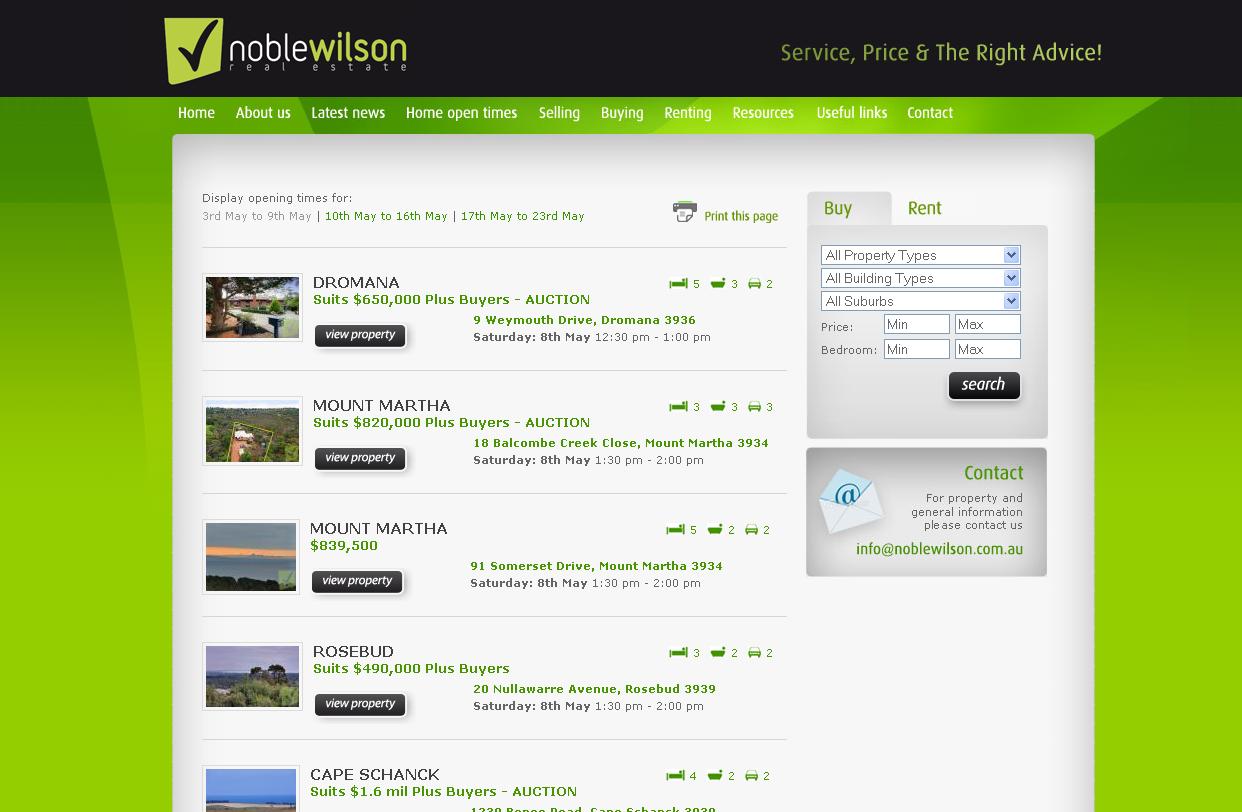 noblewilson
real estate
Service, Price & The Right Advice!
Home About us Latest news Home open times Selling Buying Renting Resources Useful links Contact
Display opening times for:
3rd May to 9th May | 10th May to 16th May | 17th May to 23rd May
Print this page
DROMANA 5 3 2
Suits $650,000 Plus Buyers - AUCTION
9 Weymouth Drive, Dromana 3936
view property
Saturday: 8th May 12:30 pm - 1:00 pm
MOUNT MARTHA 3 3 3
Suits $820,000 Plus Buyers - AUCTION
18 Balcombe Creek Close, Mount Martha 3934
view property
Saturday: 8th May 1:30 pm - 2:00 pm
MOUNT MARTHA 5 2 2
$839,500
91 Somerset Drive, Mount Martha 3934
view property
Saturday: 8th May 1:30 pm - 2:00 pm
ROSEBUD 3 2 2
Suits $490,000 Plus Buyers
20 Nullawarre Avenue, Rosebud 3939
view property
Saturday: 8th May 1:30 pm - 2:00 pm
CAPE SCHANCK 4 2 2
Suits $1.6 mil Plus Buyers - AUCTION
Buy Rent
All Property Types
All Building Types
All Suburbs
Price: Min Max
Bedroom: Min Max
search
Contact
For property and
general information
please contact us
info@noblewilson.com.au